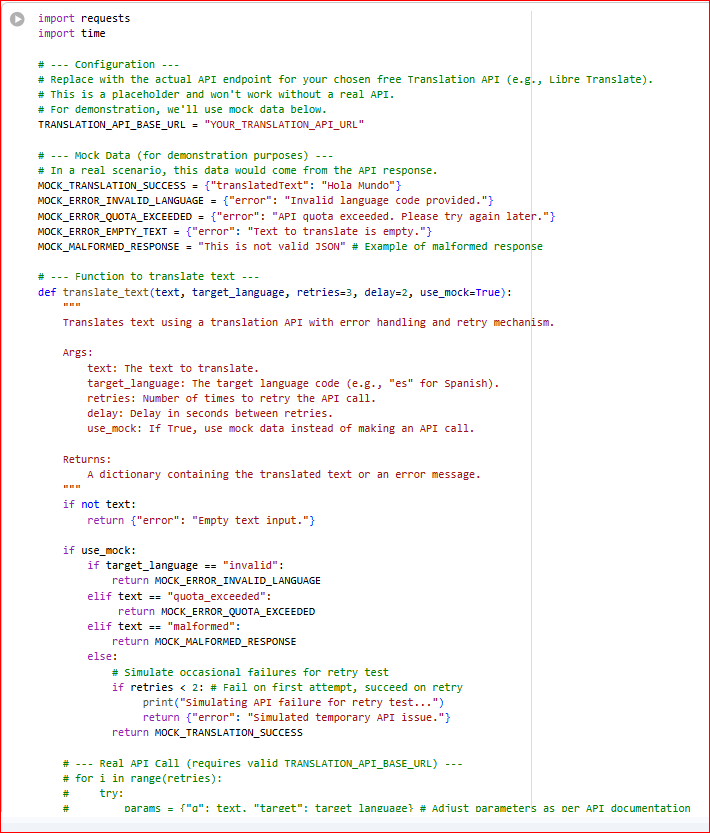 import requests
import time

# --- Configuration ---
# Replace with the actual API endpoint for your chosen free Translation API (e.g., Libre Translate).
# This is a placeholder and won't work without a real API.
# For demonstration, we'll use mock data below.
TRANSLATION_API_BASE_URL = "YOUR_TRANSLATION_API_URL"

# --- Mock Data (for demonstration purposes) ---
# In a real scenario, this data would come from the API response.
MOCK_TRANSLATION_SUCCESS = {"translatedText": "Hola Mundo"}
MOCK_ERROR_INVALID_LANGUAGE = {"error": "Invalid language code provided."}
MOCK_ERROR_QUOTA_EXCEEDED = {"error": "API quota exceeded. Please try again later."}
MOCK_ERROR_EMPTY_TEXT = {"error": "Text to translate is empty."}
MOCK_MALFORMED_RESPONSE = "This is not valid JSON" # Example of malformed response

# --- Function to translate text ---
def translate_text(text, target_language, retries=3, delay=2, use_mock=True):
    """
    Translates text using a translation API with error handling and retry mechanism.

    Args:
        text: The text to translate.
        target_language: The target language code (e.g., "es" for Spanish).
        retries: Number of times to retry the API call.
        delay: Delay in seconds between retries.
        use_mock: If True, use mock data instead of making an API call.

    Returns:
        A dictionary containing the translated text or an error message.
    """
    if not text:
        return {"error": "Empty text input."}

    if use_mock:
        if target_language == "invalid":
            return MOCK_ERROR_INVALID_LANGUAGE
        elif text == "quota_exceeded":
             return MOCK_ERROR_QUOTA_EXCEEDED
        elif text == "malformed":
            return MOCK_MALFORMED_RESPONSE
        else:
            # Simulate occasional failures for retry test
            if retries < 2: # Fail on first attempt, succeed on retry
                 print("Simulating API failure for retry test...")
                 return {"error": "Simulated temporary API issue."}
            return MOCK_TRANSLATION_SUCCESS

    # --- Real API Call (requires valid TRANSLATION_API_BASE_URL) ---
    # for i in range(retries):
    #     try:
    #         params = {"q": text, "target": target_language} # Adjust parameters as per API documentation